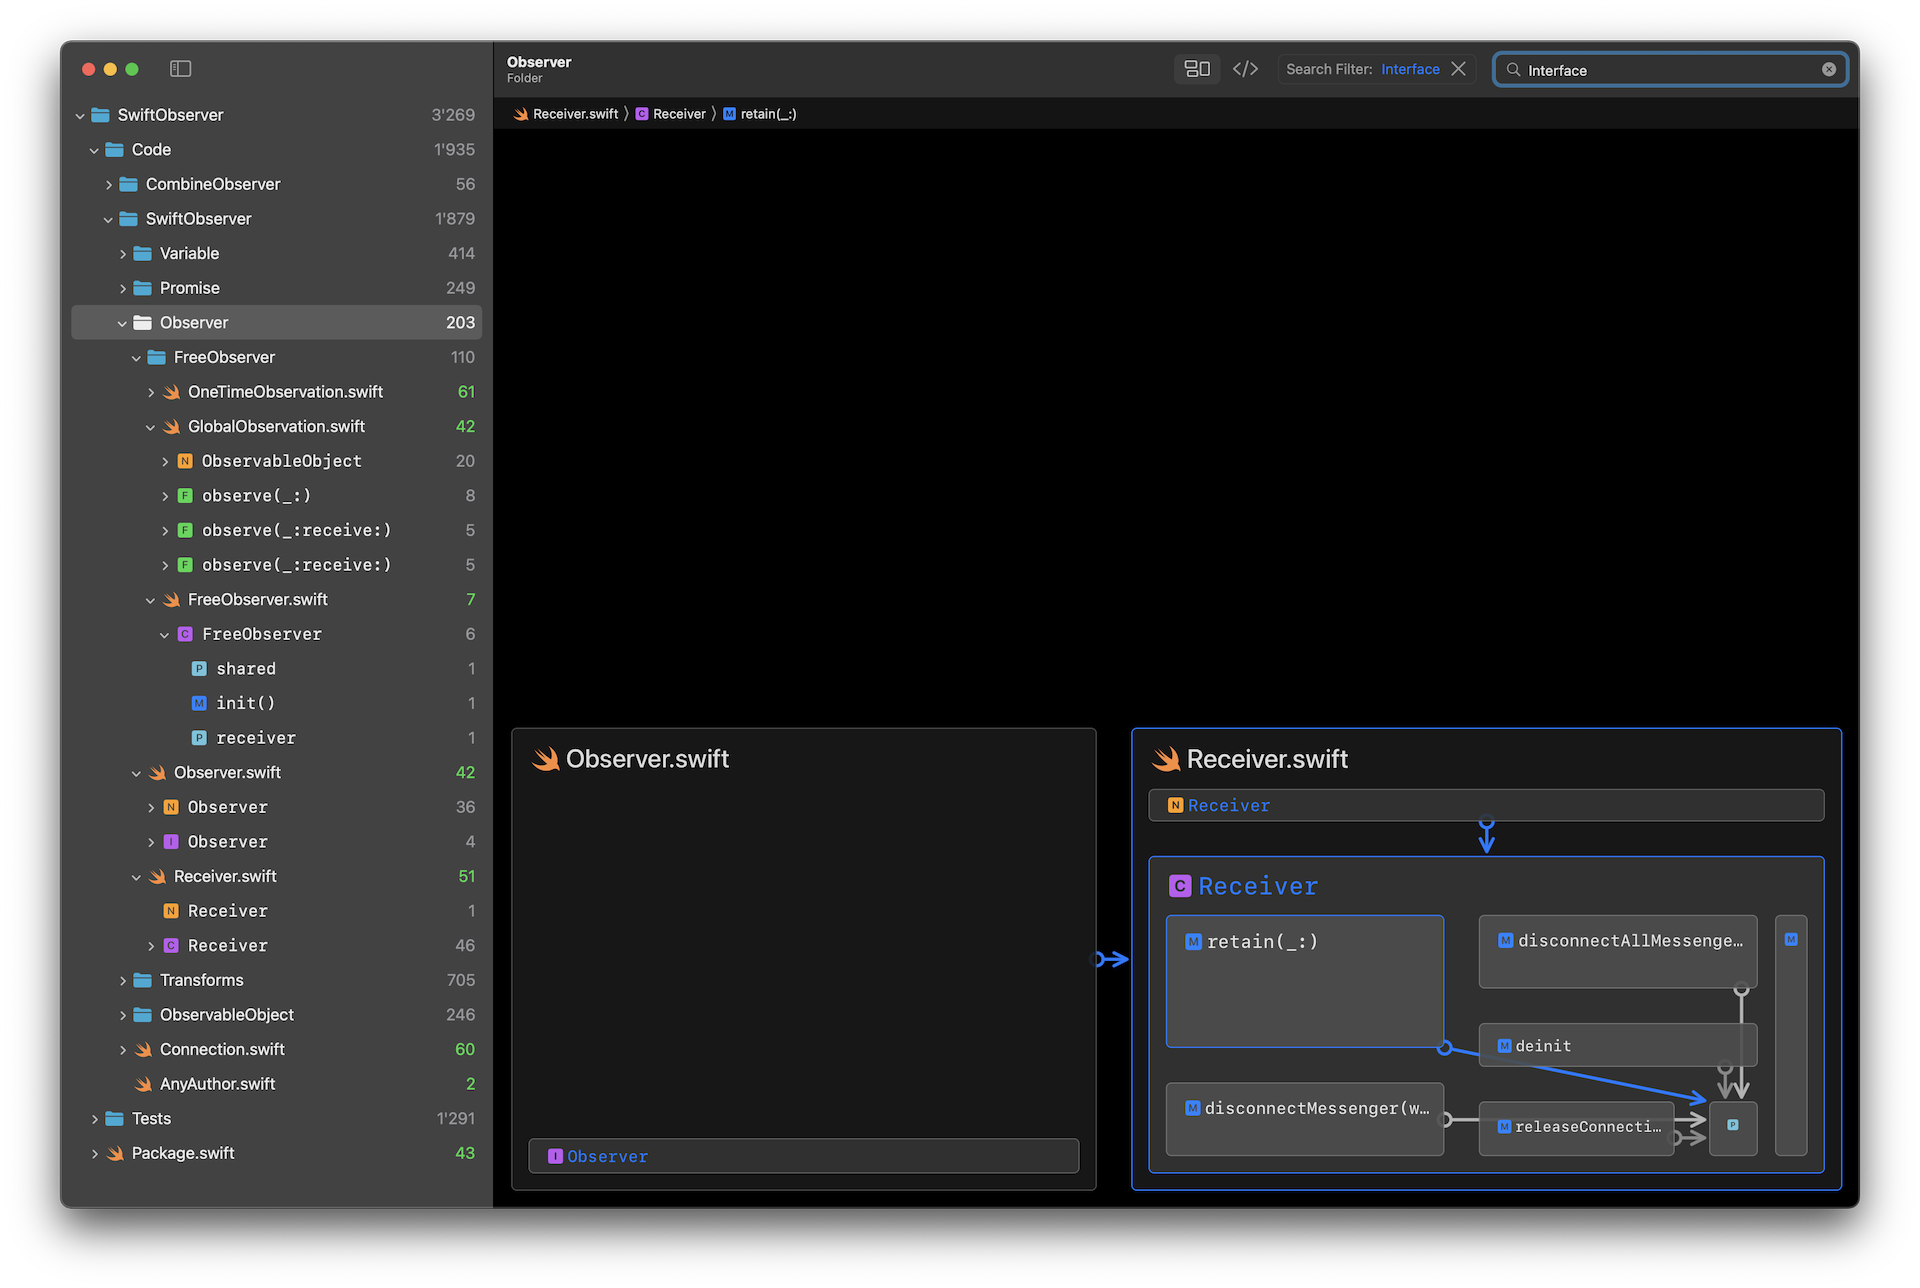 SwiftObserver 3'269
Code 1'935
CombineObserver 56
SwiftObserver 1'879
Variable 414
Promise 249
Observer 203
FreeObserver 110
OneTimeObservation.swift 61
GlobalObservation.swift 42
N ObservableObject 20
F observe(_:) 8
F observe(_:receive:) 5
F observe(_:receive:) 5
FreeObserver.swift 7
C FreeObserver 6
P shared 1
M init() 1
P receiver 1
Observer.swift 42
N Observer 36
I Observer 4
Receiver.swift 51
N Receiver 1
C Receiver 46
Transforms 705
ObservableObject 246
Connection.swift 60
AnyAuthor.swift 2
Tests 1'291
Package.swift 43
Observer
Folder
Search Filter: Interface
Interface
Receiver.swift 〉 C Receiver 〉 M retain(_:)
Observer.swift
I Observer
Receiver.swift
N Receiver
C Receiver
M retain(_:)
M disconnectAllMessenge…
M
M deinit
M disconnectMessenger(w…
M releaseConnecti…
P